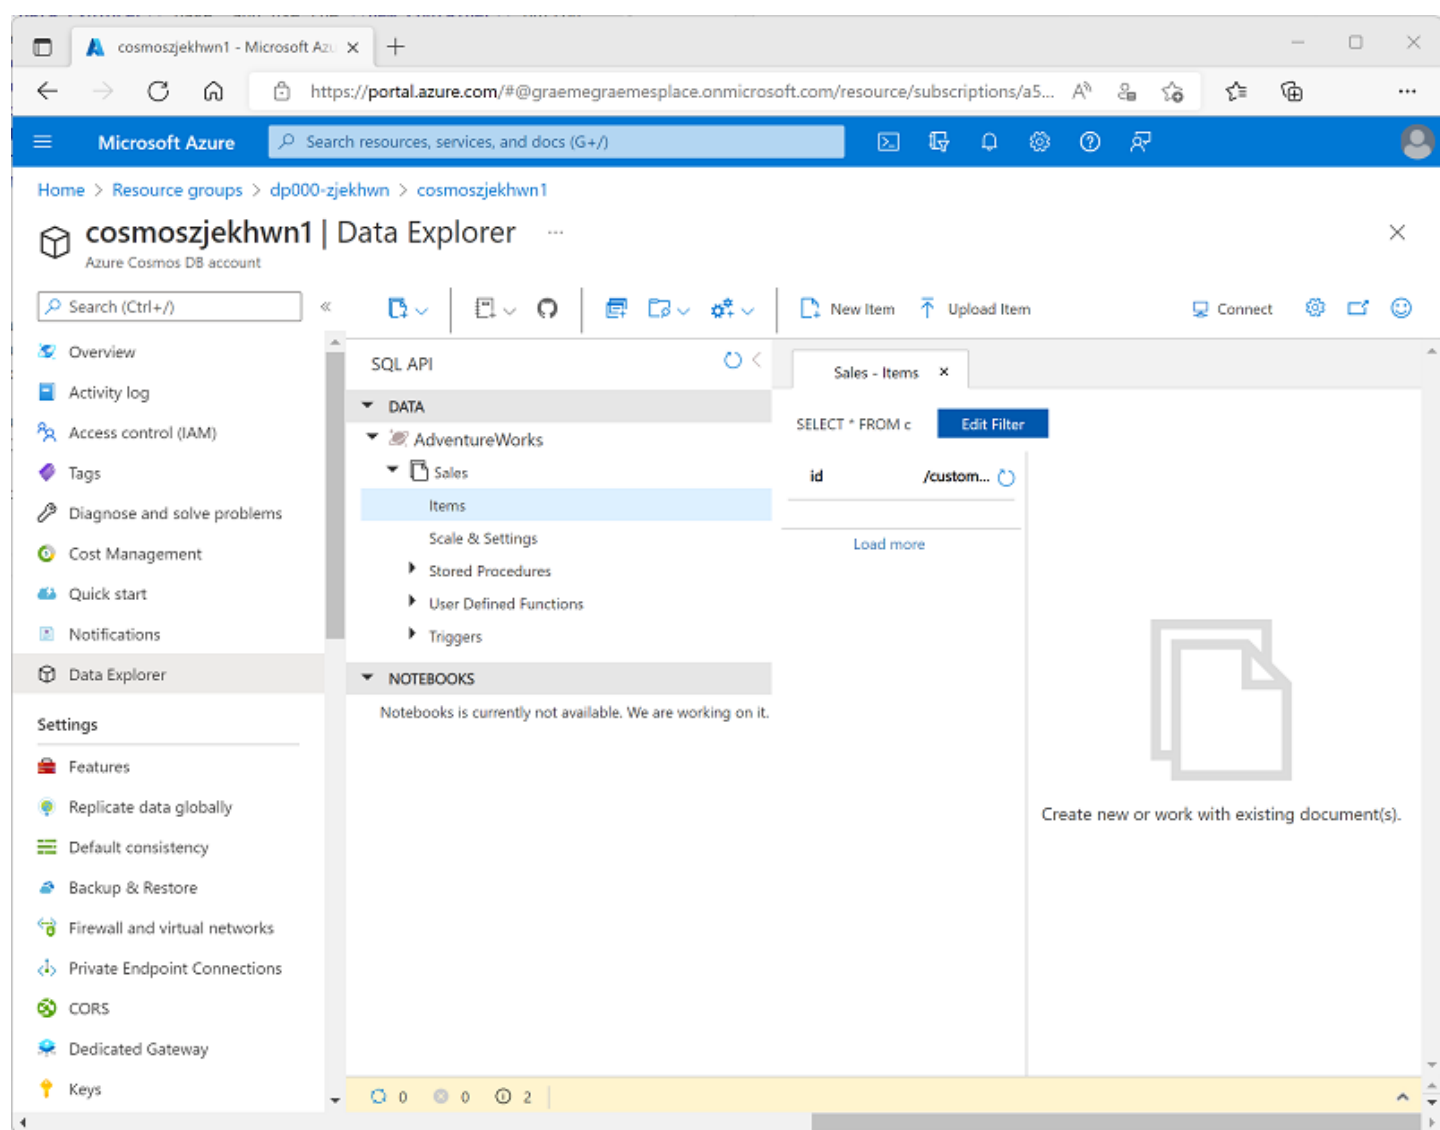 cosmoszjekhwn1 - Microsoft Azu
https://portal.azure.com/#@graemegraemesplace.onmicrosoft.com/resource/subscriptions/a5...
Microsoft Azure
Search resources, services, and docs (G+/)
Home > Resource groups > dp000-zjekhwn > cosmoszjekhwn1
cosmoszjekhwn1 | Data Explorer ...
Azure Cosmos DB account
Search (Ctrl+/)
«
New Item
Upload Item
Connect
Overview
Activity log
Access control (IAM)
Tags
Diagnose and solve problems
Cost Management
Quick start
Notifications
Data Explorer
Settings
Features
Replicate data globally
Default consistency
Backup & Restore
Firewall and virtual networks
Private Endpoint Connections
CORS
Dedicated Gateway
Keys
SQL API
DATA
AdventureWorks
Sales
Items
Scale & Settings
Stored Procedures
User Defined Functions
Triggers
NOTEBOOKS
Notebooks is currently not available. We are working on it.
Sales - Items
SELECT * FROM c
Edit Filter
id /custom...
Load more
Create new or work with existing document(s).
0 0 2